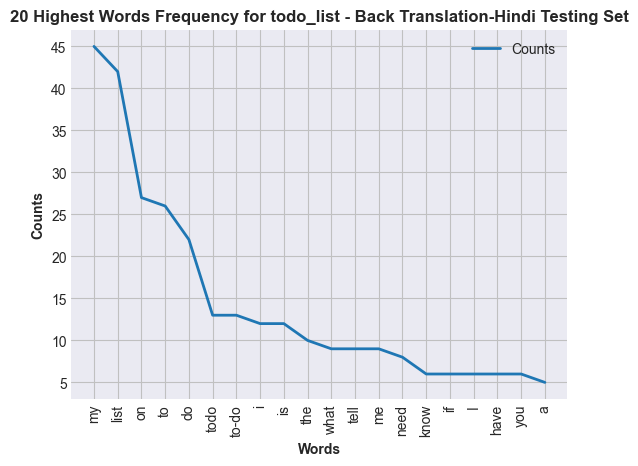 20 Highest Words Frequency for todo_list - Back Translation-Hindi Testing Set
Counts
45
40
35
30
25
20
15
10
5
Counts
my
list
on
to
do
todo
to-do
i
is
the
what
tell
me
need
know
if
I
have
you
a
Words